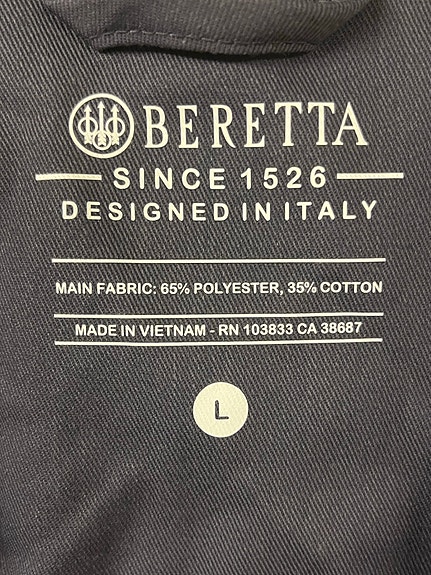 BERETTA
SINCE 1526
DESIGNED IN ITALY
MAIN FABRIC: 65% POLYESTER, 35% COTTON
MADE IN VIETNAM - RN 103833 CA 38687
L